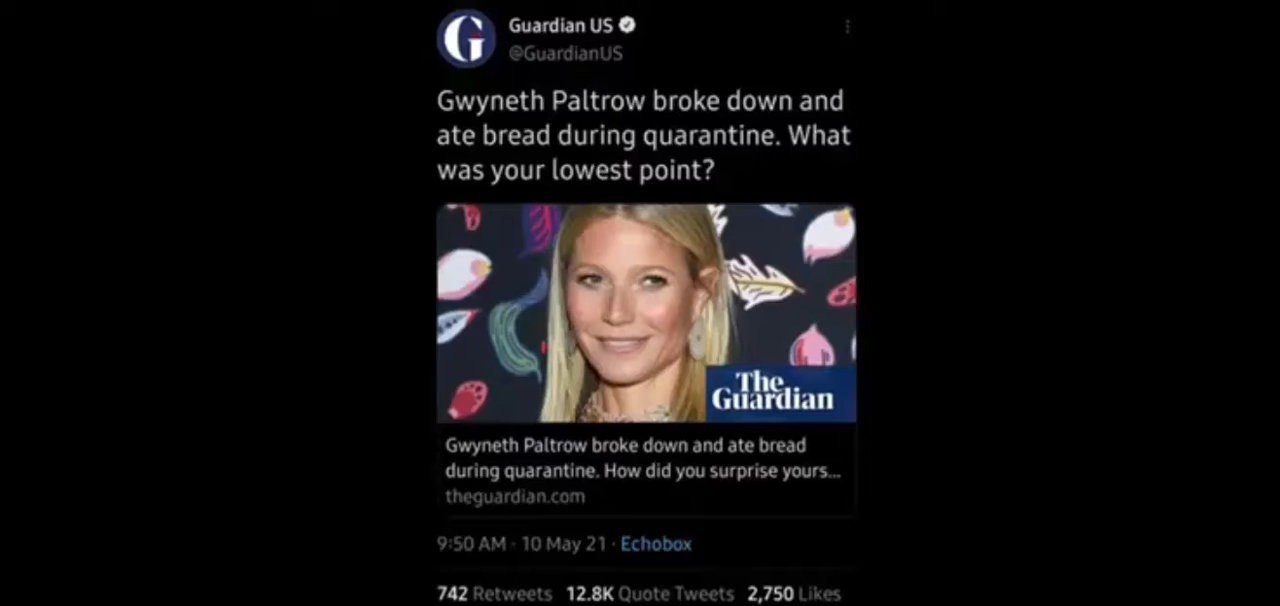 Guardian US
@GuardianUS
Gwyneth Paltrow broke down and
ate bread during quarantine. What
was your lowest point?
The
Guardian
Gwyneth Paltrow broke down and ate bread
during quarantine. How did you surprise yours...
theguardian.com
9:50 AM · 10 May 21 · Echobox
742 Retweets 12.8K Quote Tweets 2,750 Likes